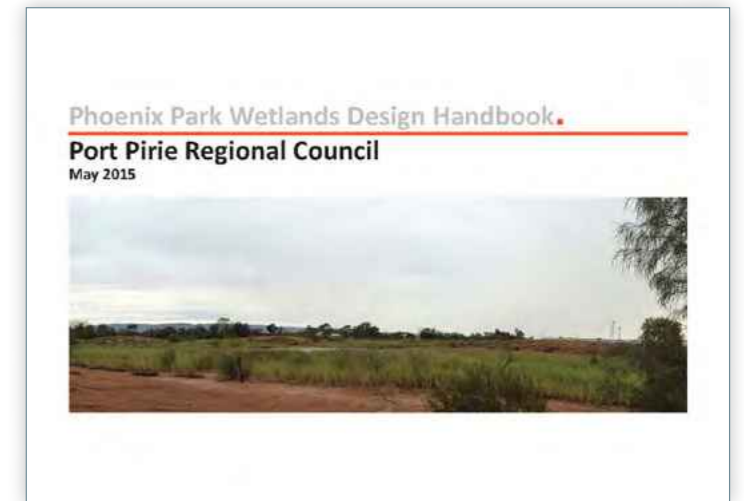 Phoenix Park Wetlands Design Handbook.
Port Pirie Regional Council
May 2015